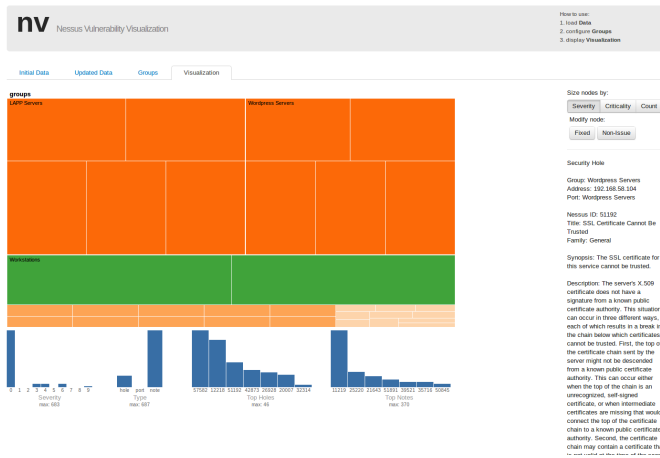 nv Nessus Vulnerability Visualization
How to use:
1. load Data
2. configure Groups
3. display Visualization
Initial Data Updated Data Groups Visualization
groups
LAPP Servers Wordpress Servers
Workstations
0 1 2 3 4 5 6 7 8 9
Severity
max: 603
hole port note
Type
max: 587
57582 12218 51192 42873 26928 20007 32314
Top Holes
max: 46
11219 25220 21643 51891 39521 35716 50845
Top Notes
max: 370
Size nodes by:
Severity Criticality Count
Modify node:
Fixed Non-Issue
Security Hole
Group: Wordpress Servers
Address: 192.168.58.104
Port: Wordpress Servers
Nessus ID: 51192
Title: SSL Certificate Cannot Be
Trusted
Family: General
Synopsis: The SSL certificate for
this service cannot be trusted.
Description: The server's X.509
certificate does not have a
signature from a known public
certificate authority. This situation
can occur in three different ways,
each of which results in a break in
the chain below which certificates
cannot be trusted. First, the top of
the certificate chain sent by the
server might not be descended
from a known public certificate
authority. This can occur either
when the top of the chain is an
unrecognized, self-signed
certificate, or when intermediate
certificates are missing that would
connect the top of the certificate
chain to a known public certificate
authority. Second, the certificate
chain may contain a certificate that